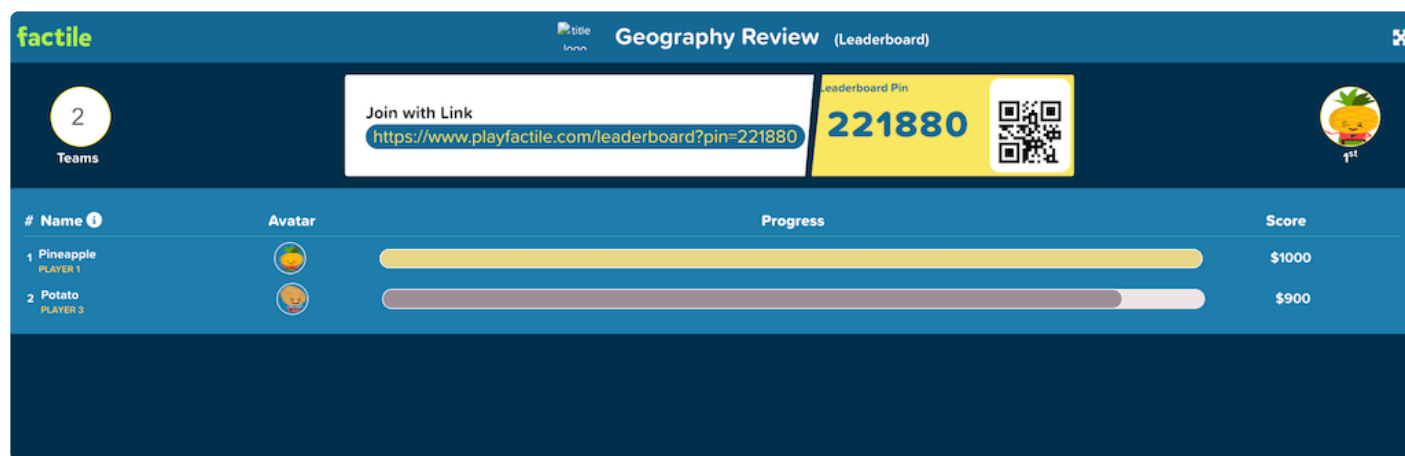 factile
title logo
Geography Review (Leaderboard)
2
Teams
Join with Link
https://www.playfactile.com/leaderboard?pin=221880
Leaderboard Pin
221880
1st
# Name i Avatar Progress Score
1 Pineapple $1000
PLAYER 1
2 Potato $900
PLAYER 3